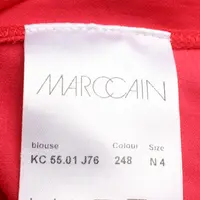 MARCCAIN
blouse Colour Size
KC 55.01 J76 248 N 4